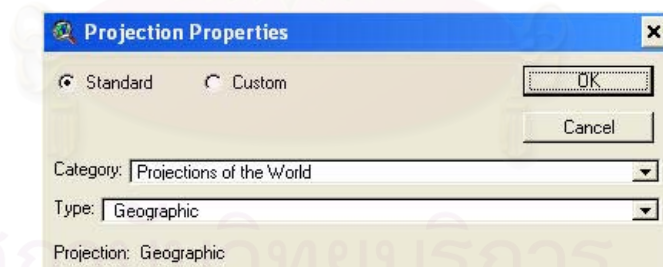 Projection Properties
Standard Custom OK
Cancel
Category: Projections of the World
Type: Geographic
Projection: Geographic